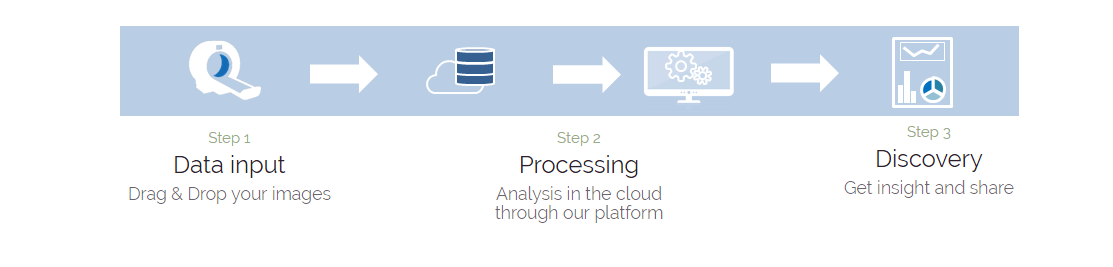 Step 1
Data input
Drag & Drop your images
Step 2
Processing
Analysis in the cloud
through our platform
Step 3
Discovery
Get insight and share